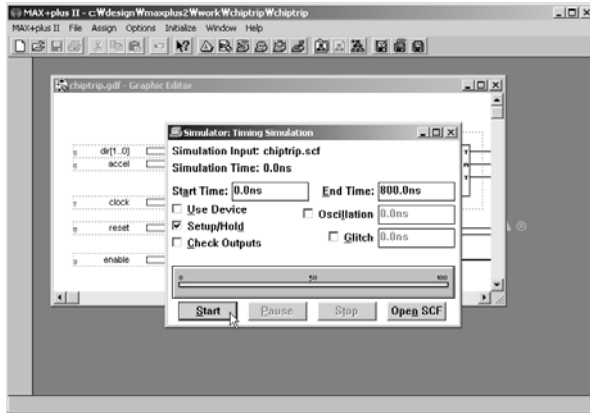 MAX+plus II - c:₩design₩maxplus2₩work₩chiptrip₩chiptrip
MAX+plus II File Assign Options Initialize Window Help
chiptrip.gdf - Graphic Editor
Simulator: Timing Simulation
Simulation Input: chiptrip.scf
Simulation Time: 0.0ns
Start Time: 0.0ns End Time: 800.0ns
Use Device Oscillation 0.0ns
Setup/Hold Glitch 0.0ns
Check Outputs
0 50 100
Start Pause Stop Open SCF
dir[1..0]
accel
clock
reset
enable
®